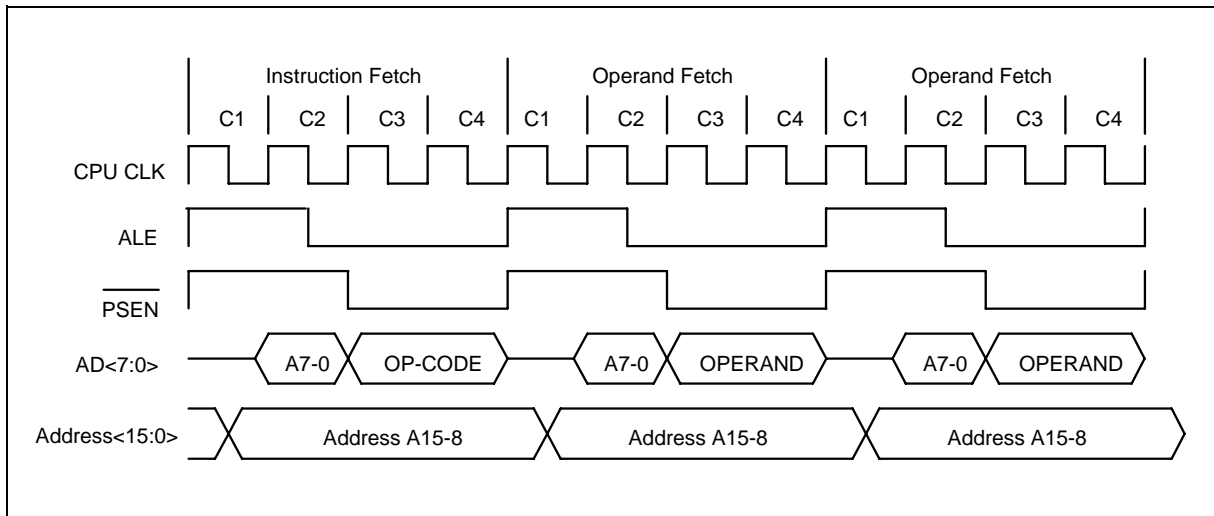 Instruction Fetch Operand Fetch Operand Fetch
C1 C2 C3 C4 C1 C2 C3 C4 C1 C2 C3 C4
CPU CLK
ALE
PSEN
AD<7:0> A7-0 OP-CODE A7-0 OPERAND A7-0 OPERAND
Address<15:0> Address A15-8 Address A15-8 Address A15-8